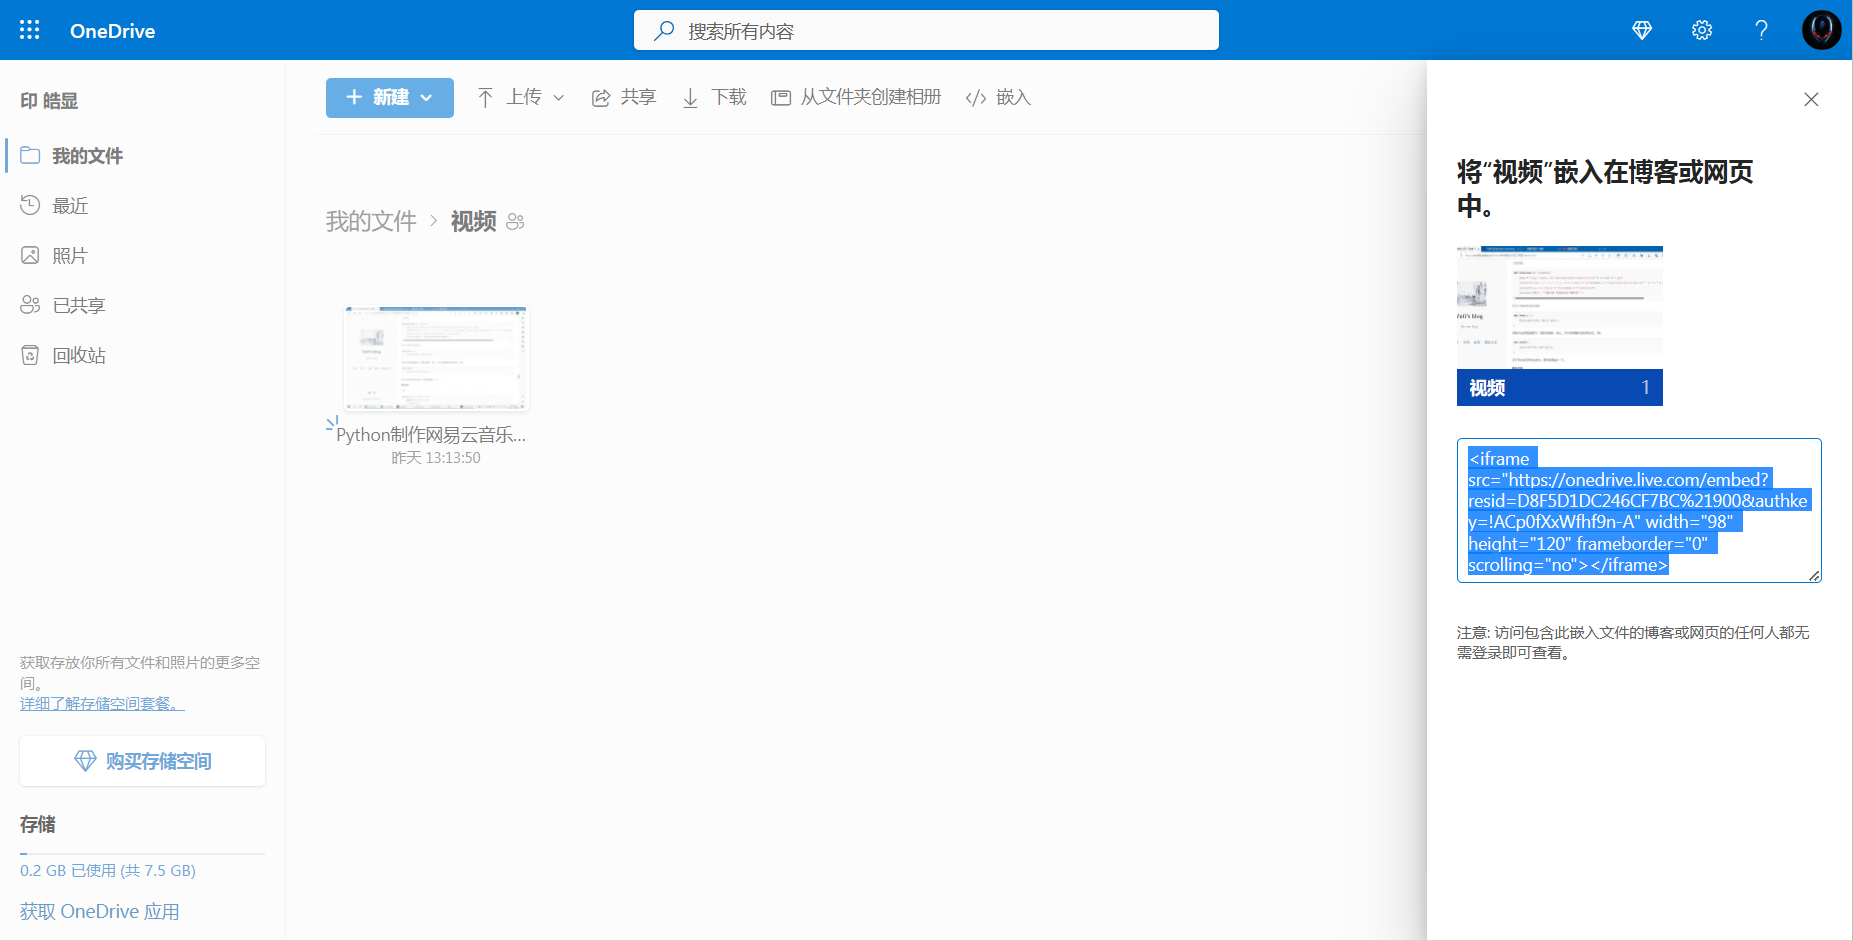 OneDrive
搜索所有内容
印 皓显
我的文件
最近
照片
已共享
回收站
获取存放你所有文件和照片的更多空
间。
详细了解存储空间套餐。
购买存储空间
存储
0.2 GB 已使用 (共 7.5 GB)
获取 OneDrive 应用
新建
上传
共享
下载
从文件夹创建相册
嵌入
我的文件 > 视频
Python制作网易云音乐...
昨天 13:13:50
将“视频”嵌入在博客或网页
中。
视频 1
<iframe
src="https://onedrive.live.com/embed?
resid=D8F5D1DC246CF7BC%21900&authke
y=!ACp0fXxWfhf9n-A" width="98"
height="120" frameborder="0"
scrolling="no"></iframe>
注意: 访问包含此嵌入文件的博客或网页的任何人都无
需登录即可查看。